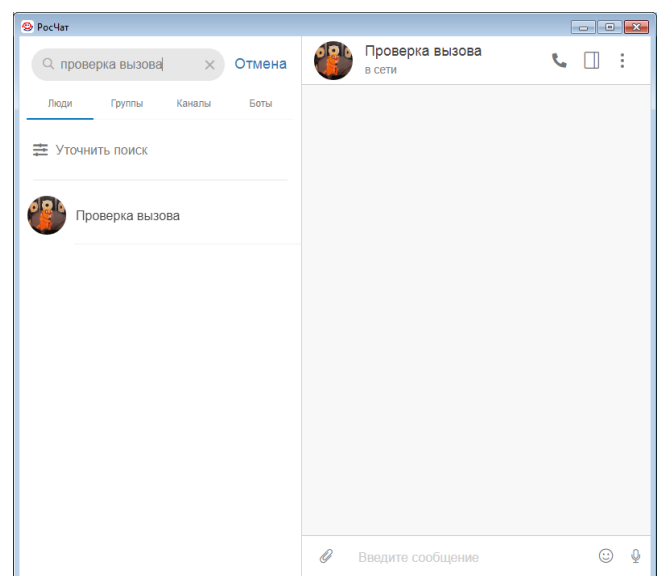 РосЧат
проверка вызова
Отмена
Люди Группы Каналы Боты
Уточнить поиск
Проверка вызова
Проверка вызова
в сети
Введите сообщение